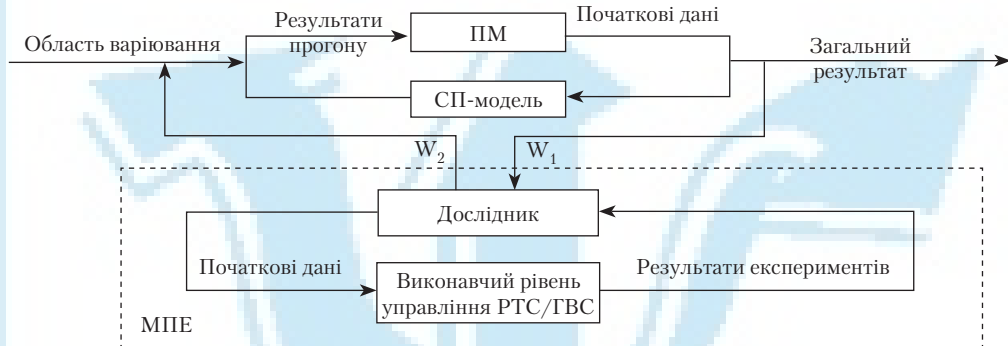 Область варіювання
Результати
прогону
ПМ
Початкові дані
СП-модель
Загальний
результат
W₂
W₁
Дослідник
Початкові дані
Виконавчий рівень
управління РТС/ГВС
Результати експериментів
МПЕ